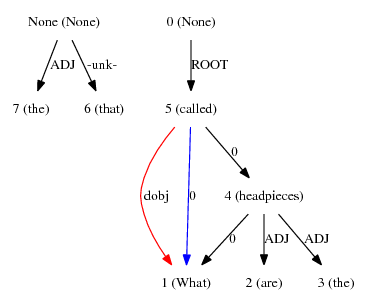 None (None) 0 (None)
ADJ -unk- ROOT
7 (the) 6 (that) 5 (called)
0
dobj 0 4 (headpieces)
0 ADJ ADJ
1 (What) 2 (are) 3 (the)